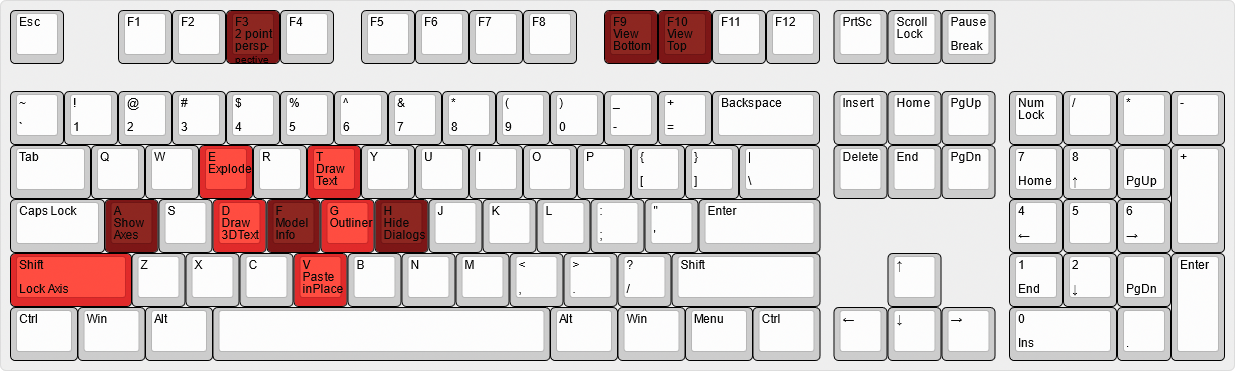 Esc
F1
F2
F3
2 point
persp-
pective
F4
F5
F6
F7
F8
F9
View
Bottom
F10
View
Top
F11
F12
PrtSc
Scroll
Lock
Pause
Break
~
`
!
1
@
2
#
3
$
4
%
5
^
6
&
7
*
8
(
9
)
0
_
-
+
=
Backspace
Insert
Home
PgUp
Num
Lock
/
*
-
Tab
Q
W
E
Explode
R
T
Draw
Text
Y
U
I
O
P
{
[
}
]
|
\
Delete
End
PgDn
7
Home
8
↑
9
PgUp
+
Caps Lock
A
Show
Axes
S
D
Draw
3DText
F
Model
Info
G
Outliner
H
Hide
Dialogs
J
K
L
:
;
"
'
Enter
4
←
5
6
→
Shift
Lock Axis
Z
X
C
V
Paste
inPlace
B
N
M
<
,
>
.
?
/
Shift
↑
1
End
2
↓
PgDn
Enter
Ctrl
Win
Alt
Alt
Win
Menu
Ctrl
←
↓
→
0
Ins
.